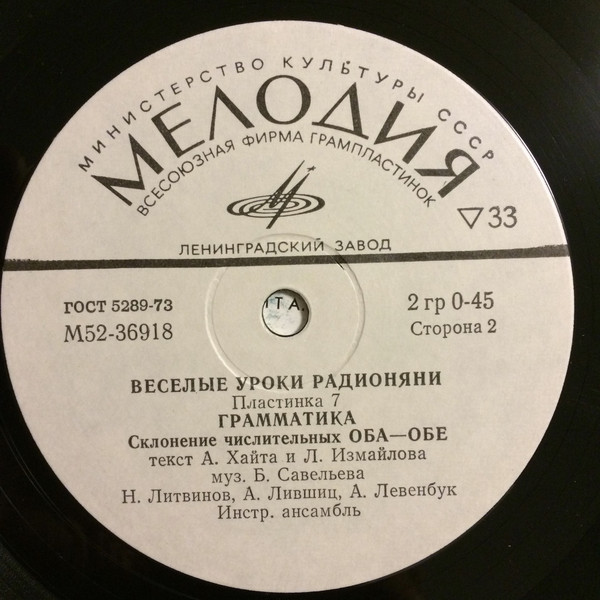 МИНИСТЕРСТВО КУЛЬТУРЫ СССР
МЕЛОДИЯ
ВСЕСОЮЗНАЯ ФИРМА ГРАМПЛАСТИНОК
33
ЛЕНИНГРАДСКИЙ ЗАВОД
ГОСТ 5289-73
2 гр 0-45
М52-36918
Сторона 2
ВЕСЕЛЫЕ УРОКИ РАДИОНЯНИ
Пластинка 7
ГРАММАТИКА
Склонение числительных ОБА—ОБЕ
текст А. Хайта и Л. Измайлова
муз. Б. Савельева
Н. Литвинов, А. Лившиц, А. Левенбук
Инстр. ансамбль